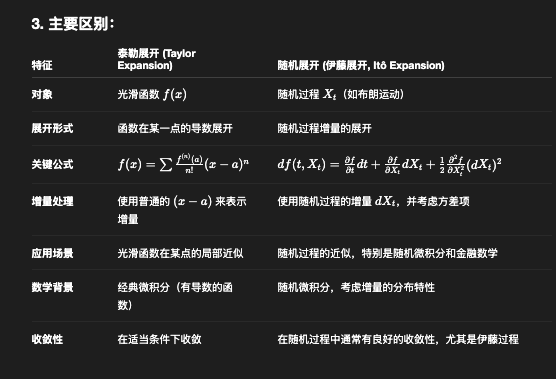 3. 主要区别：
特征 泰勒展开 (Taylor Expansion) 随机展开 (伊藤展开, Itô Expansion)
对象 光滑函数 f(x) 随机过程 X_t（如布朗运动）
展开形式 函数在某一点的导数展开 随机过程增量的展开
关键公式 f(x) = ∑ \frac{f^{(n)}(a)}{n!}(x − a)^n df(t, X_t) = \frac{∂f}{∂t}dt + \frac{∂f}{∂X_t}dX_t + \frac{1}{2}\frac{∂^2 f}{∂X_t^2}(dX_t)^2
增量处理 使用普通的 (x − a) 来表示增量 使用随机过程的增量 dX_t，并考虑方差项
应用场景 光滑函数在某点的局部近似 随机过程的近似，特别是随机微积分和金融数学
数学背景 经典微积分（有导数的函数） 随机微积分，考虑增量的分布特性
收敛性 在适当条件下收敛 在随机过程中通常有良好的收敛性，尤其是伊藤过程